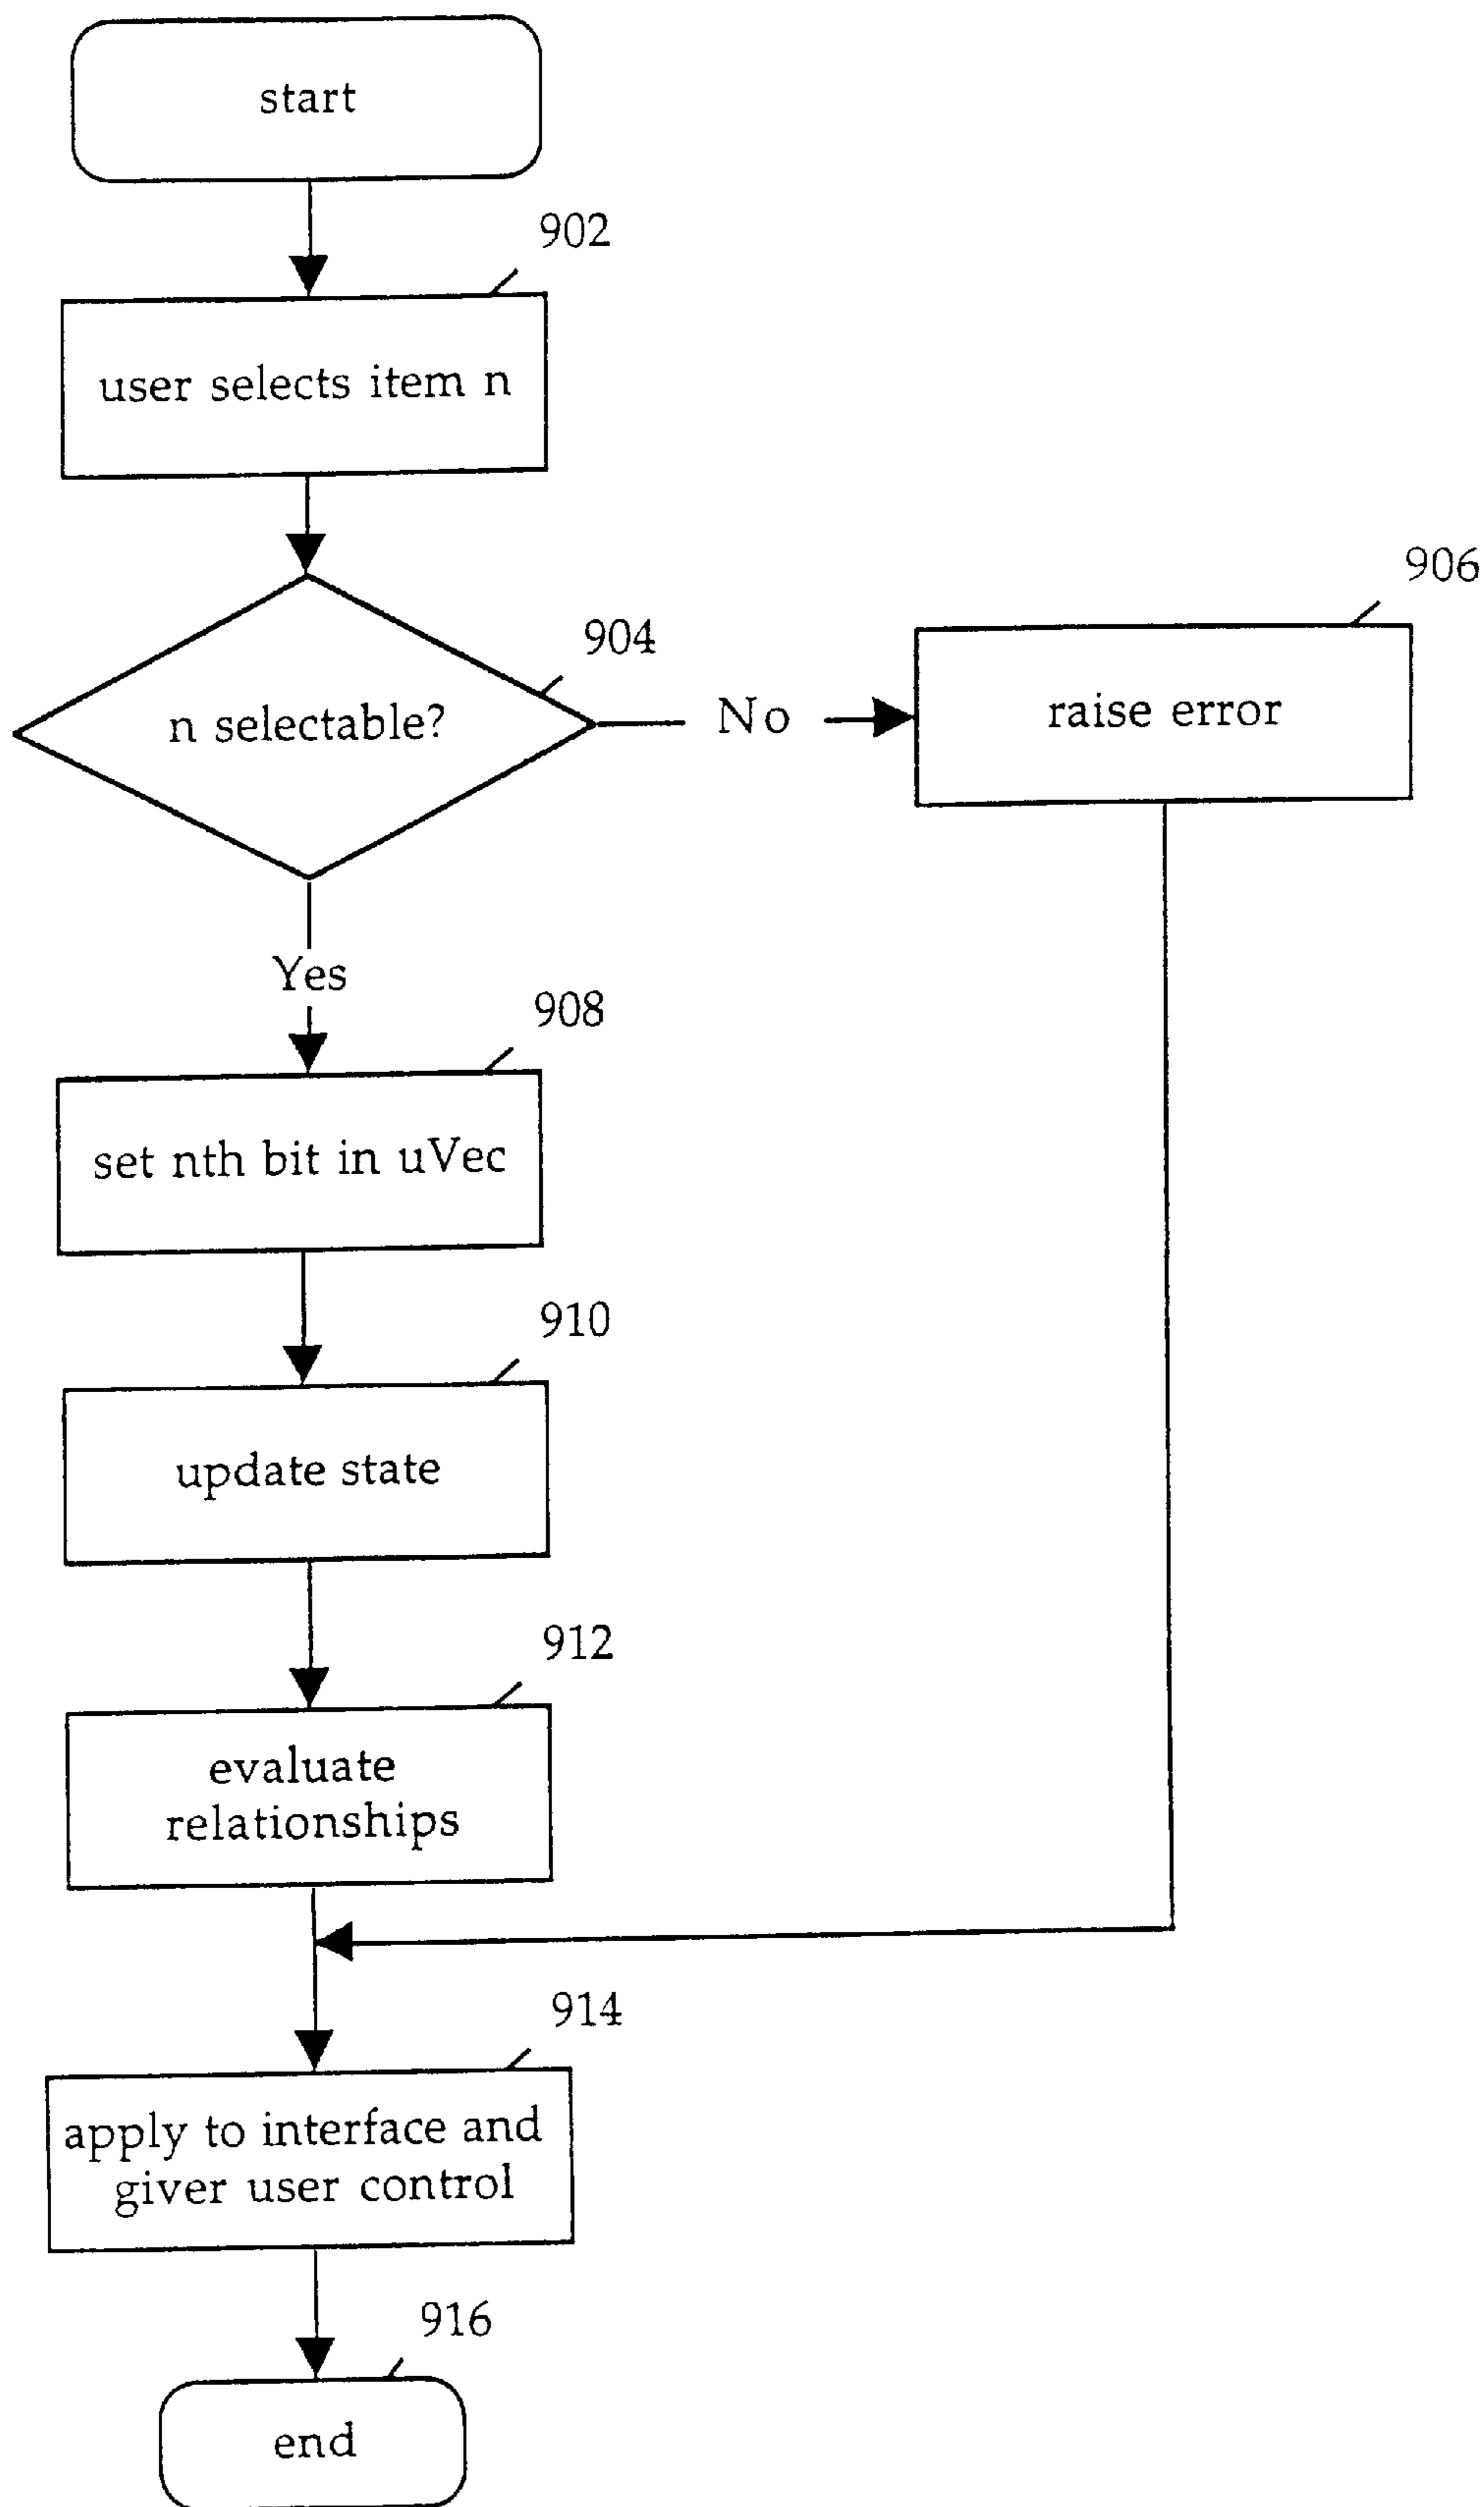 start
902
user selects item n
906
904
n selectable?
No
raise error
Yes
908
set nth bit in uVec
910
update state
912
evaluate
relationships
914
apply to interface and
giver user control
916
end